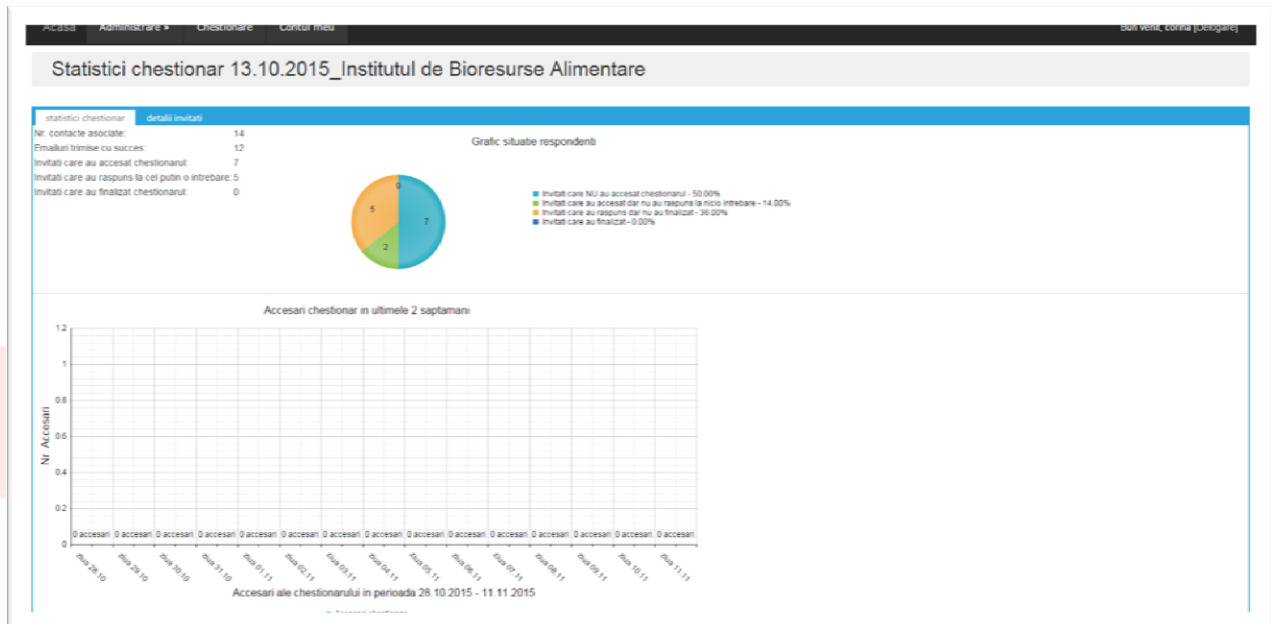 Acasa Administrare » Chestionare Contul meu Bun venit, corina [Delogare]
Statistici chestionar 13.10.2015_Institutul de Bioresurse Alimentare
statistici chestionar detalii invitati
Nr. contacte asociate: 14
Emailuri trimise cu succes: 12
Invitati care au accesat chestionarul: 7
Invitati care au raspuns la cel putin o intrebare: 5
Invitati care au finalizat chestionarul: 0
Grafic situatie respondenti
0
5
7
2
Invitati care NU au accesat chestionarul - 50.00%
Invitati care au accesat dar nu au raspuns la nicio intrebare - 14.00%
Invitati care au raspuns dar nu au finalizat - 36.00%
Invitati care au finalizat - 0.00%
Accesari chestionar in ultimele 2 saptamani
Nr. Accesari
1.2
1
0.8
0.6
0.4
0.2
0
0 accesari 0 accesari 0 accesari 0 accesari 0 accesari 0 accesari 0 accesari 0 accesari 0 accesari 0 accesari 0 accesari 0 accesari 0 accesari 0 accesari 0 accesari
ziua 28.10 ziua 29.10 ziua 30.10 ziua 31.10 ziua 01.11 ziua 02.11 ziua 03.11 ziua 04.11 ziua 05.11 ziua 06.11 ziua 07.11 ziua 08.11 ziua 09.11 ziua 10.11 ziua 11.11
Accesari ale chestionarului in perioada 28.10.2015 - 11.11.2015